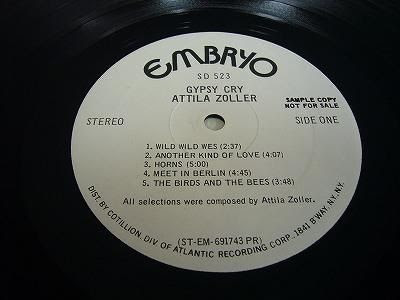 EMBRYO
SD 523
GYPSY CRY
ATTILA ZOLLER
SAMPLE COPY
NOT FOR SALE
STEREO
SIDE ONE
1. WILD WILD WES (2:37)
2. ANOTHER KIND OF LOVE (4:07)
3. HORNS (5:00)
4. MEET IN BERLIN (4:45)
5. THE BIRDS AND THE BEES (3:48)
All selections were composed by Attila Zoller.
(ST-EM-691743 PR)
DIST. BY COTILLION, DIV OF ATLANTIC RECORDING CORP., 1841 B'WAY, NY, NY.